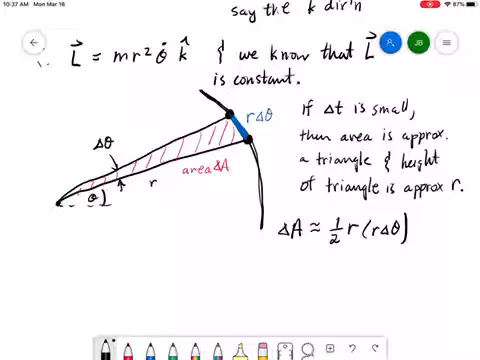 10:37 AM Mon Mar 16
87%
AK
JB
say the k dir'n
∴ L⃗ = mr² θ̇ k̂ & we know that L⃗
is constant.
Δθ
rΔθ
r
area ΔA
θ
if Δt is small,
then area is approx.
a triangle & height
of triangle is approx r.
ΔA ≈ 1/2 r (rΔθ)